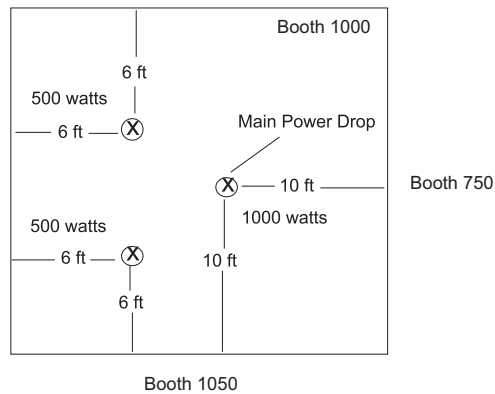 Booth 1000
6 ft
500 watts
6 ft
X
Main Power Drop
X
10 ft
Booth 750
1000 watts
500 watts
X
6 ft
10 ft
6 ft
Booth 1050